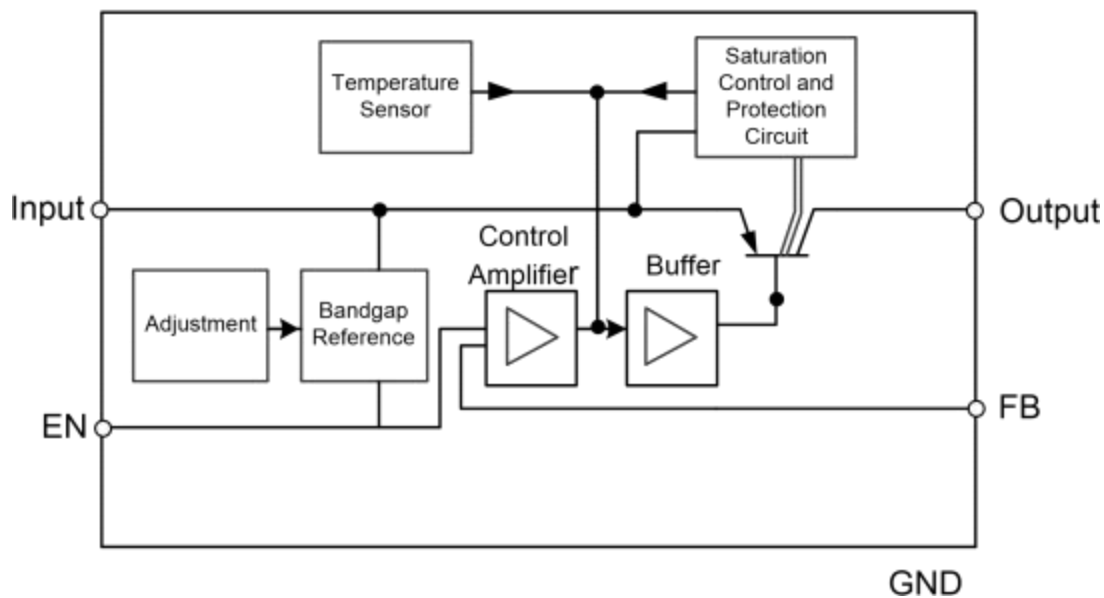 Temperature
Sensor
Saturation
Control and
Protection
Circuit
Input
Output
Control
Amplifier
Buffer
Adjustment
Bandgap
Reference
EN
FB
GND